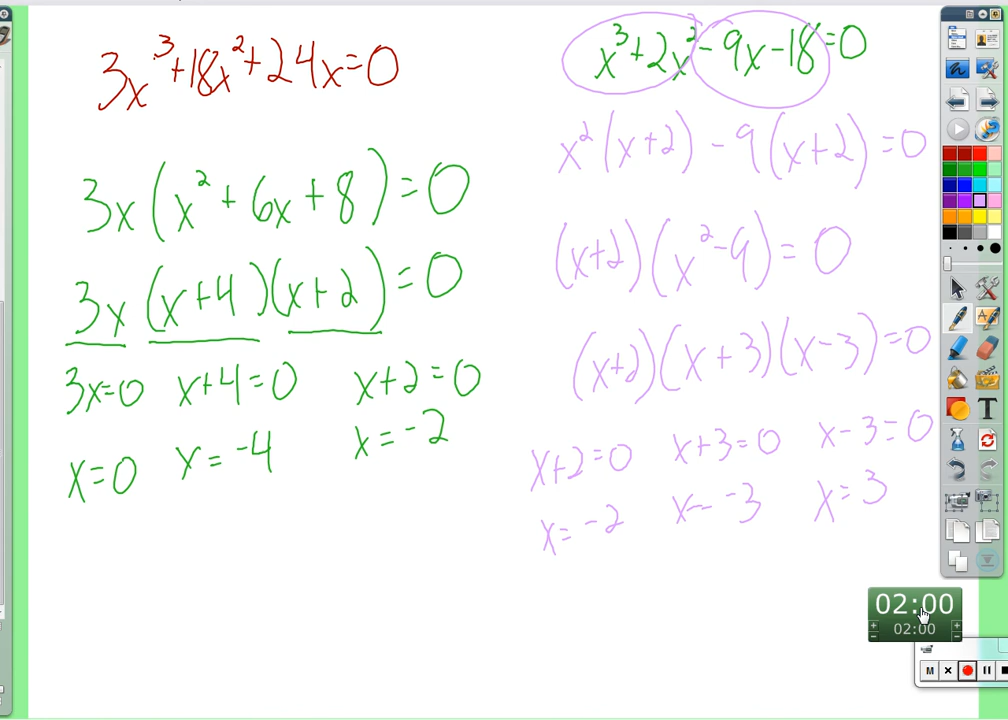 3x³+18x²+24x=0
3x(x²+6x+8)=0
3x(x+4)(x+2)=0
3x=0 x+4=0 x+2=0
x=0 x=-4 x=-2
x³+2x²-9x-18=0
x²(x+2)-9(x+2)=0
(x+2)(x²-9)=0
(x+2)(x+3)(x-3)=0
x+2=0 x+3=0 x-3=0
x=-2 x=-3 x=3
T
02:00
02:00
M